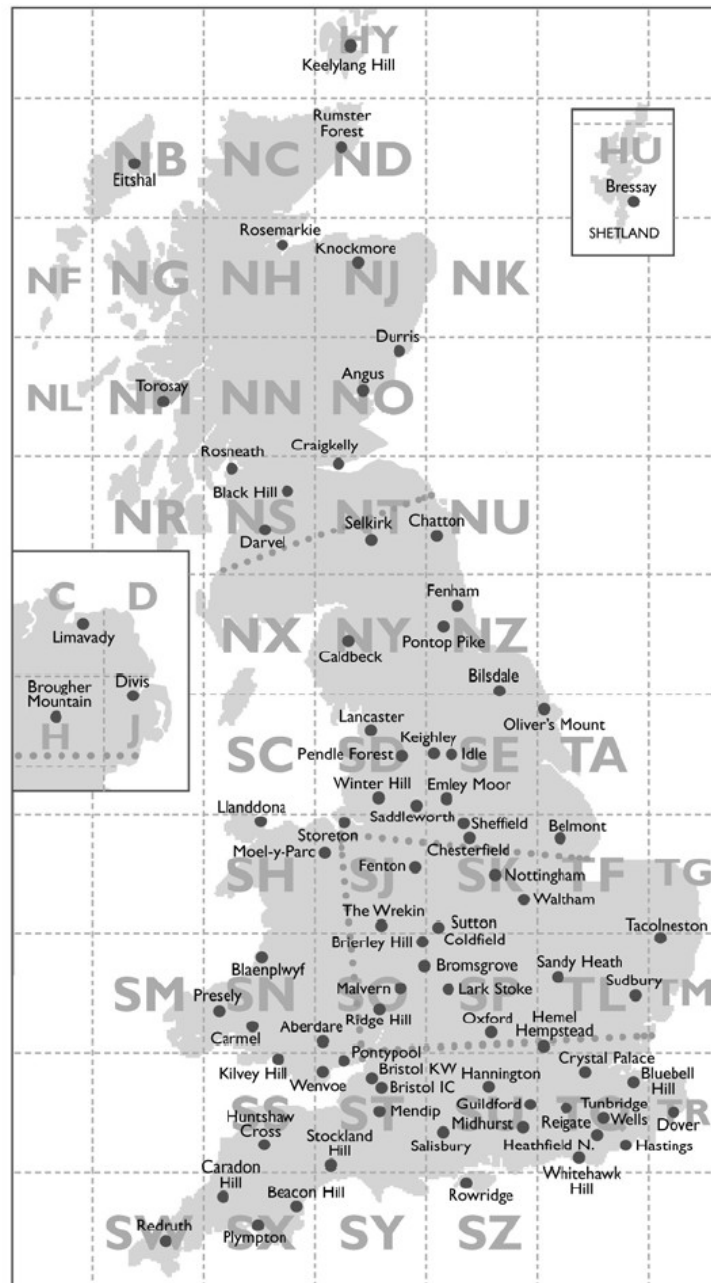 HY
Keelylang Hill
Rumster
Forest
NB
NC
ND
Eitshal
HU
Bressay
SHETLAND
Rosemarkie
Knockmore
NF
NG
NH
NJ
NK
Durris
Angus
Torosay
NL
NM
NN
NO
Rosneath
Craigkelly
Black Hill
NR
NS
NT
NU
Selkirk
Chatton
Darvel
C
D
Limavady
Fenham
NX
NY
NZ
Pontop Pike
Caldbeck
Brougher
Mountain
Divis
Bilsdale
H
J
Oliver's Mount
Lancaster
Keighley
SC
SD
SE
TA
Pendle Forest
Idle
Winter Hill
Emley Moor
Saddleworth
Llanddona
Storeton
Sheffield
Belmont
Moel-y-Parc
Chesterfield
SH
SJ
SK
TF
TG
Fenton
Nottingham
Waltham
The Wrekin
Sutton
Coldfield
Tacolneston
Brierley Hill
Blaenplwyf
Bromsgrove
Sandy Heath
SM
SN
SO
SP
TL
TM
Sudbury
Presely
Malvern
Lark Stoke
Carmel
Ridge Hill
Aberdare
Oxford
Hemel
Hempstead
Pontypool
Kilvey Hill
Wenvoe
Bristol KW
Bristol IC
Hannington
Crystal Palace
Bluebell
Hill
SS
ST
SU
TQ
TR
Mendip
Guildford
Midhurst
Reigate
Tunbridge
Wells
Dover
Huntshaw
Cross
Stockland
Hill
Salisbury
Heathfield N.
Hastings
Caradon
Hill
Whitehawk
Hill
Beacon Hill
Rowridge
SW
SX
SY
SZ
Redruth
Plympton